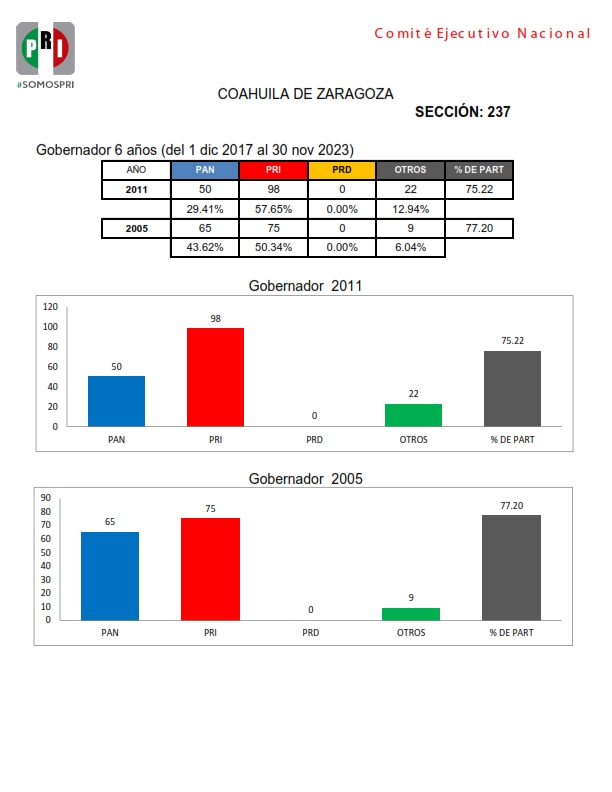 Comité Ejecutivo Nacional
PRI
#SOMOSPRI
COAHUILA DE ZARAGOZA
SECCIÓN: 237
Gobernador 6 años (del 1 dic 2017 al 30 nov 2023)
AÑO PAN PRI PRD OTROS % DE PART
2011 50 98 0 22 75.22
29.41% 57.65% 0.00% 12.94%
2005 65 75 0 9 77.20
43.62% 50.34% 0.00% 6.04%
Gobernador 2011
120
100
80
60
40
20
0
50
98
0
22
75.22
PAN PRI PRD OTROS % DE PART
Gobernador 2005
90
80
70
60
50
40
30
20
10
0
65
75
0
9
77.20
PAN PRI PRD OTROS % DE PART